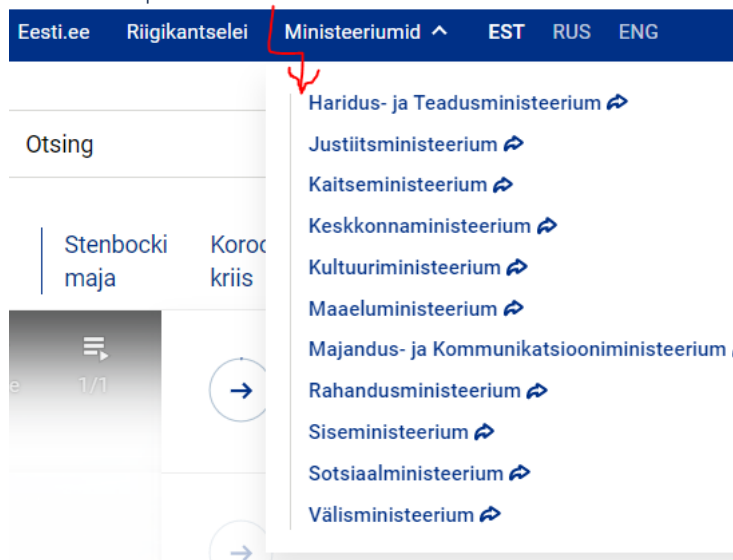 Eesti.ee Riigikantselei Ministeeriumid EST RUS ENG
Otsing
Stenbocki
maja
kriis
1/1
Haridus- ja Teadusministeerium
Justiitsministeerium
Kaitseministeerium
Keskkonnaministeerium
Kultuuriministeerium
Maaeluministeerium
Majandus- ja Kommunikatsiooniministeerium
Rahandusministeerium
Siseministeerium
Sotsiaalministeerium
Välisministeerium